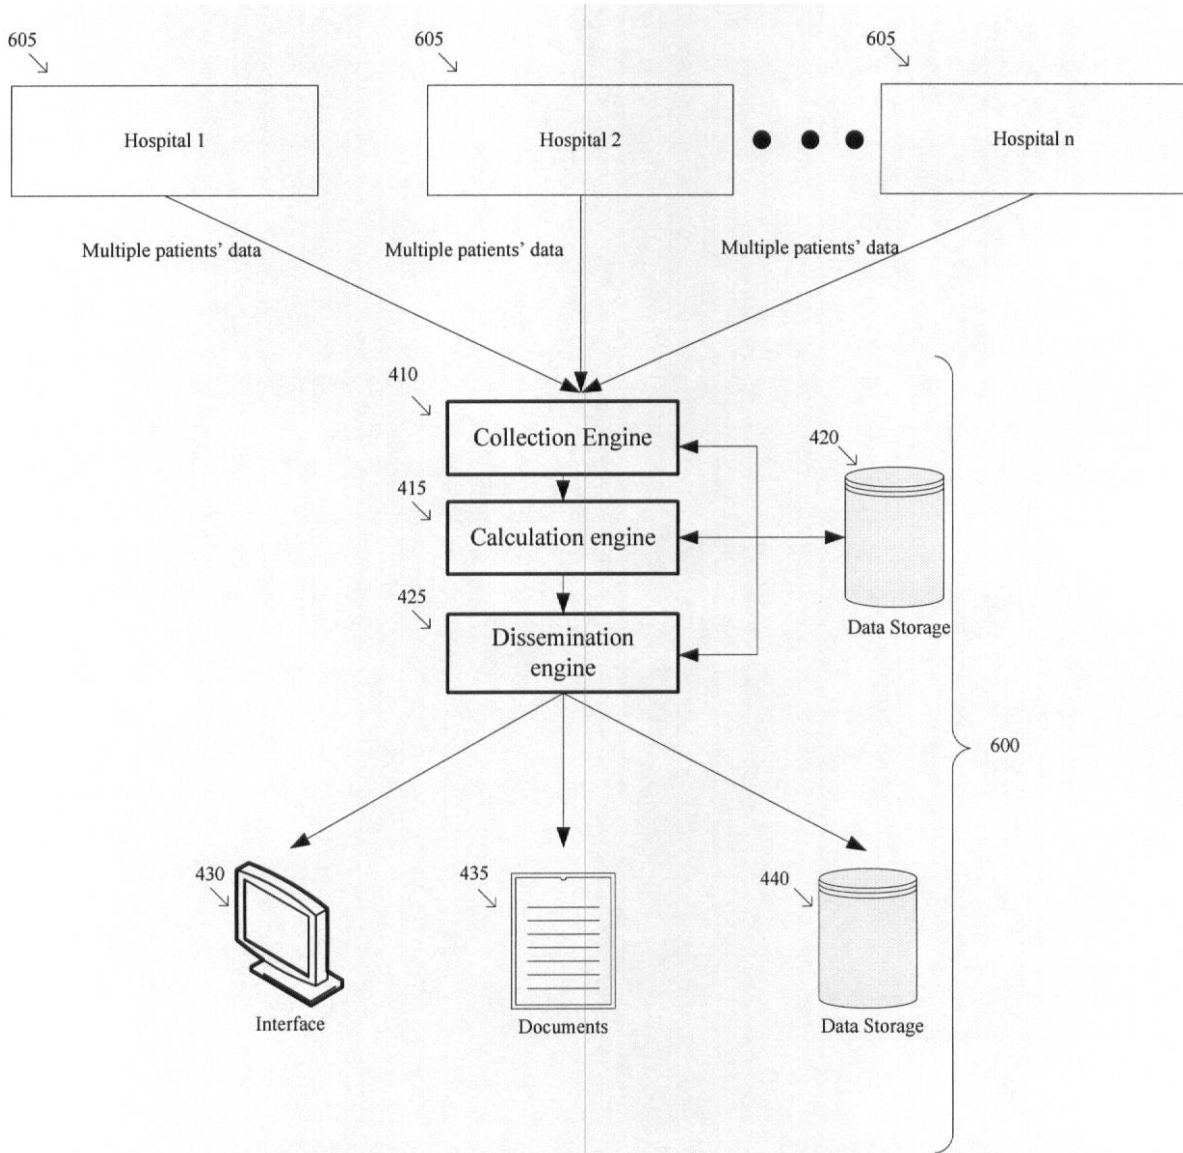 605
605
605
Hospital 1
Hospital 2
Hospital n
Multiple patients' data
Multiple patients' data
Multiple patients' data
410
Collection Engine
420
415
Calculation engine
425
Data Storage
Dissemination
engine
600
430
435
440
Interface
Documents
Data Storage